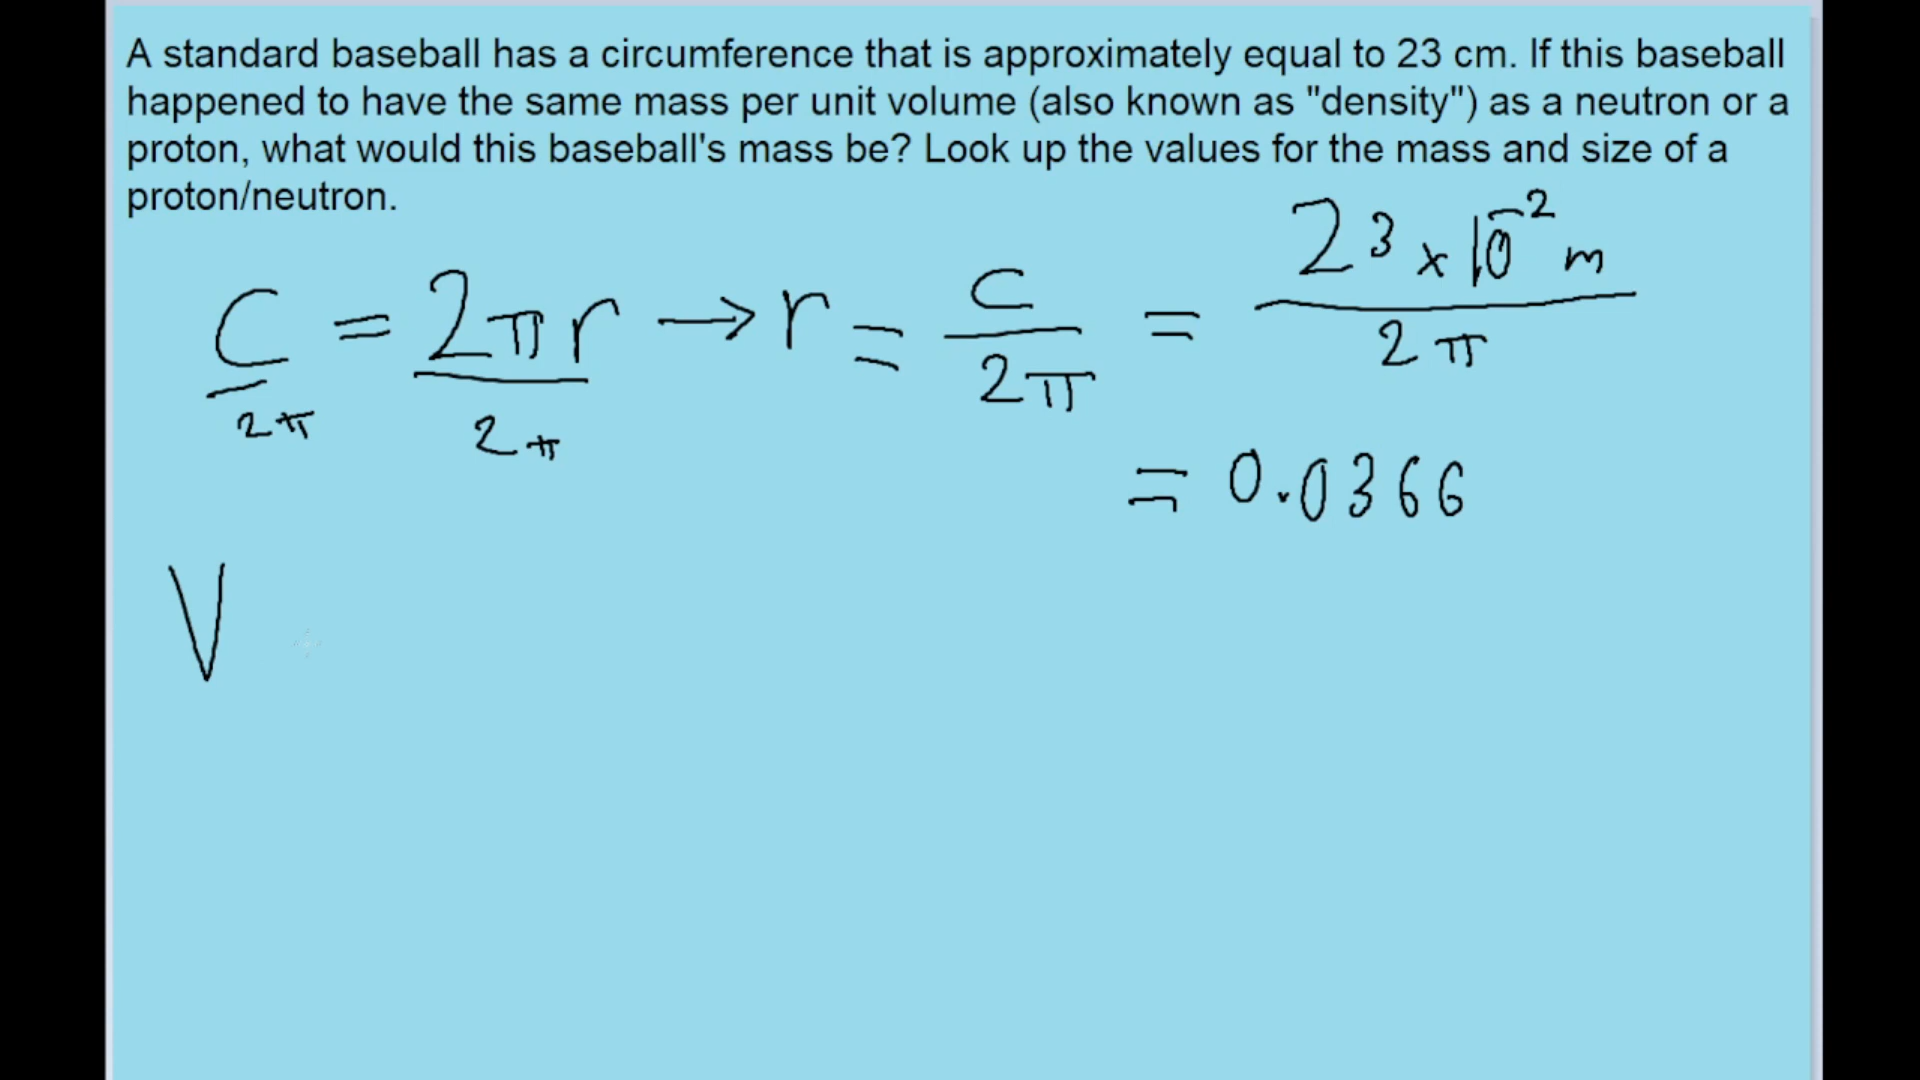 A standard baseball has a circumference that is approximately equal to 23 cm. If this baseball
happened to have the same mass per unit volume (also known as "density") as a neutron or a
proton, what would this baseball's mass be? Look up the values for the mass and size of a
proton/neutron.
C/2π = 2πr/2π → r = C/2π = 23 x 10⁻² m/2π
= 0.0366
V